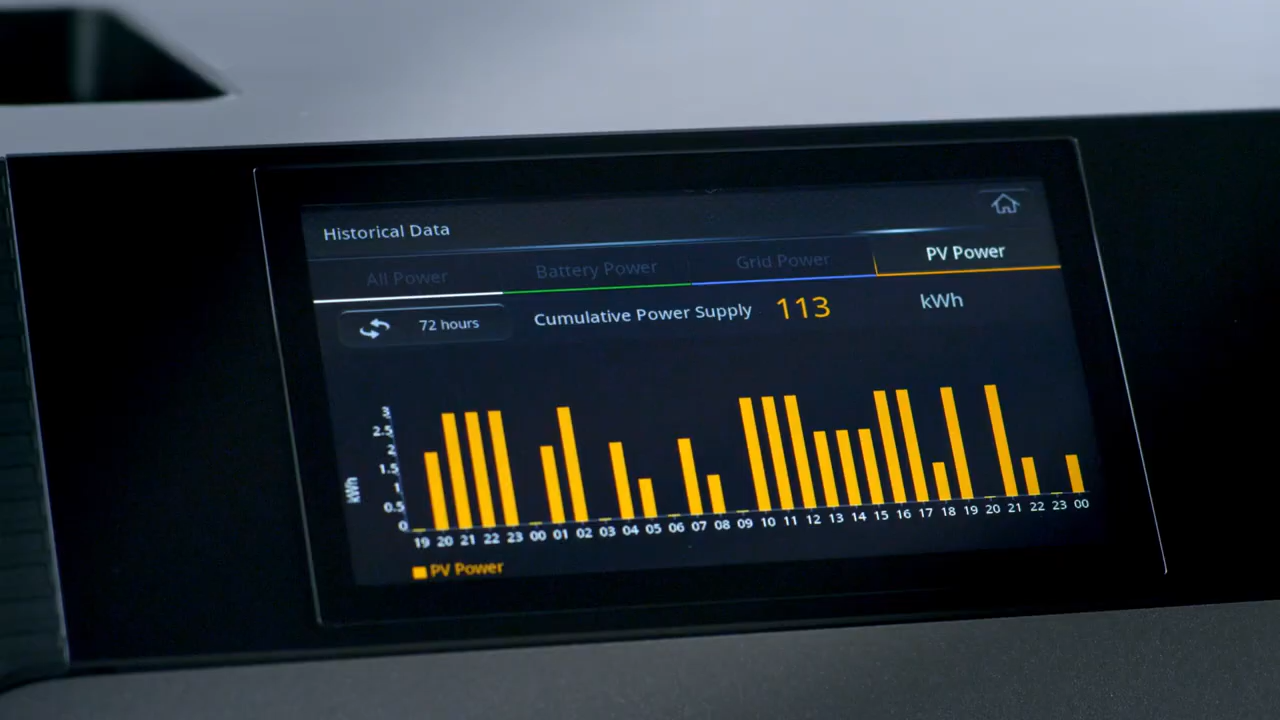 Historical Data
All Power Battery Power Grid Power PV Power
72 hours Cumulative Power Supply 113 kWh
3
2.5
2
1.5
1
0.5
0
kWh
19 20 21 22 23 00 01 02 03 04 05 06 07 08 09 10 11 12 13 14 15 16 17 18 19 20 21 22 23 00
PV Power